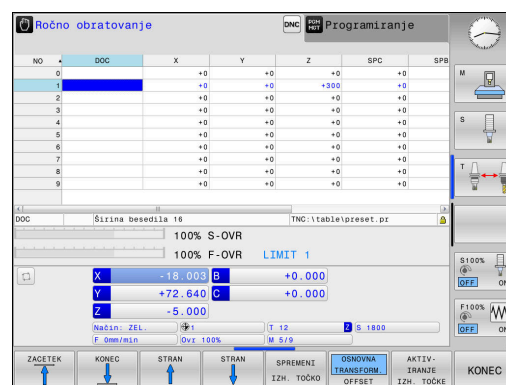 Ročno obratovanje
DNC
PGM
MGT
Programiranje
NO DOC X Y Z SPC SPB
0 +0 +0 +0 +0
1 +0 +0 +300 +0
2 +0 +0 +0 +0
3 +0 +0 +0 +0
4 +0 +0 +0 +0
5 +0 +0 +0 +0
6 +0 +0 +0 +0
7 +0 +0 +0 +0
8 +0 +0 +0 +0
9 +0 +0 +0 +0
DOC Širina besedila 16 TNC:\table\preset.pr
100% S-OVR
100% F-OVR LIMIT 1
X -18.003 B +0.000
Y +72.640 C +0.000
Z -5.000
Način: ZEL. 1 T 12 Z S 1800
F 0mm/min Ovr 100% M 5/9
M
S
T
S100%
OFF ON
F100%
OFF ON
ZACETEK
KONEC
STRAN
STRAN
SPREMENI
IZH. TOČKO
OSNOVNA
TRANSFORM.
OFFSET
AKTIV-
IRANJE
IZH. TOČKE
KONEC